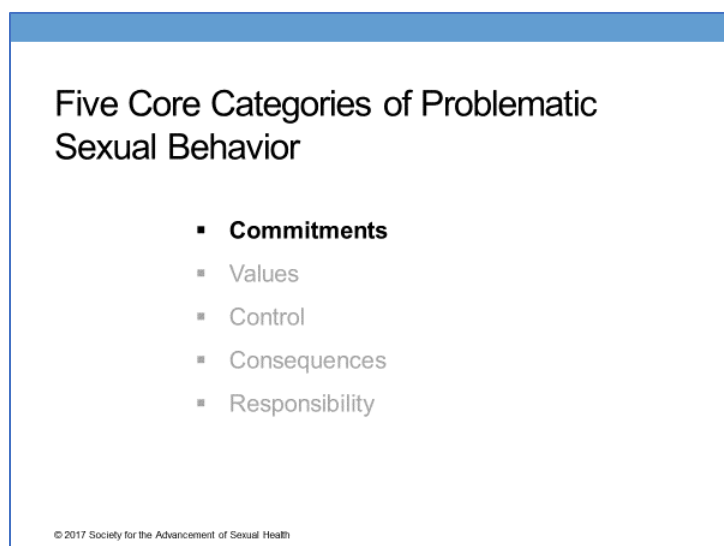 Five Core Categories of Problematic
Sexual Behavior
▪ Commitments
▪ Values
▪ Control
▪ Consequences
▪ Responsibility
© 2017 Society for the Advancement of Sexual Health